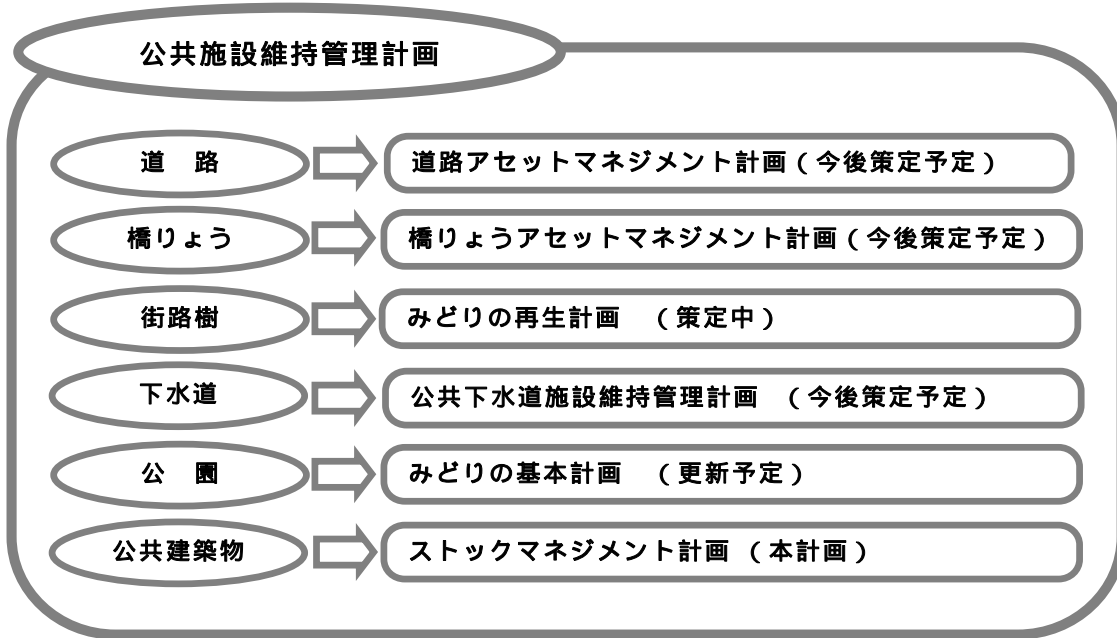 公共施設維持管理計画
道　路
道路アセットマネジメント計画(今後策定予定)
橋りょう
橋りょうアセットマネジメント計画(今後策定予定)
街路樹
みどりの再生計画　(策定中)
下水道
公共下水道施設維持管理計画　(今後策定予定)
公　園
みどりの基本計画　(更新予定)
公共建築物
ストックマネジメント計画 (本計画)